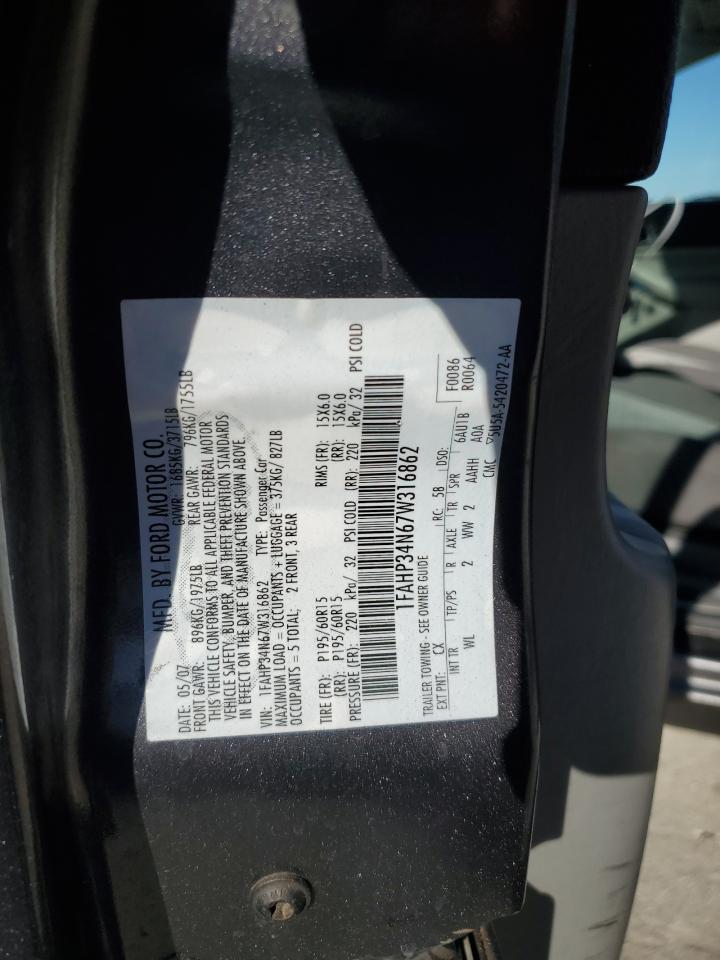 MFD. BY FORD MOTOR CO.
DATE: 05/07 GVWR: 1685KG/3715LB
FRONT GAWR: 896KG/1975LB REAR GAWR: 796KG/1755LB
THIS VEHICLE CONFORMS TO ALL APPLICABLE FEDERAL MOTOR
VEHICLE SAFETY, BUMPER, AND THEFT PREVENTION STANDARDS
IN EFFECT ON THE DATE OF MANUFACTURE SHOWN ABOVE.
VIN: 1FAHP34N67W316862 TYPE: Passenger Car
MAXIMUM LOAD = OCCUPANTS + LUGGAGE = 375KG/ 827LB
OCCUPANTS = 5 TOTAL; 2 FRONT, 3 REAR
TIRE (FR): P195/60R15 RIMS (FR): 15X6.0
(RR): P195/60R15 (RR): 15X6.0
PRESSURE (FR): 220 kPa/ 32 PSI COLD (RR): 220 kPa/ 32 PSI COLD
1FAHP34N67W316862
TRAILER TOWING - SEE OWNER GUIDE
EXT PNT: CX RC: 5B DSO: F0086
INT TR TP/PS R AXLE TR SPR 6AU1B R0064
WL 2 WW 2 AAHH A0A
CMC 5U5A-5420472-AA